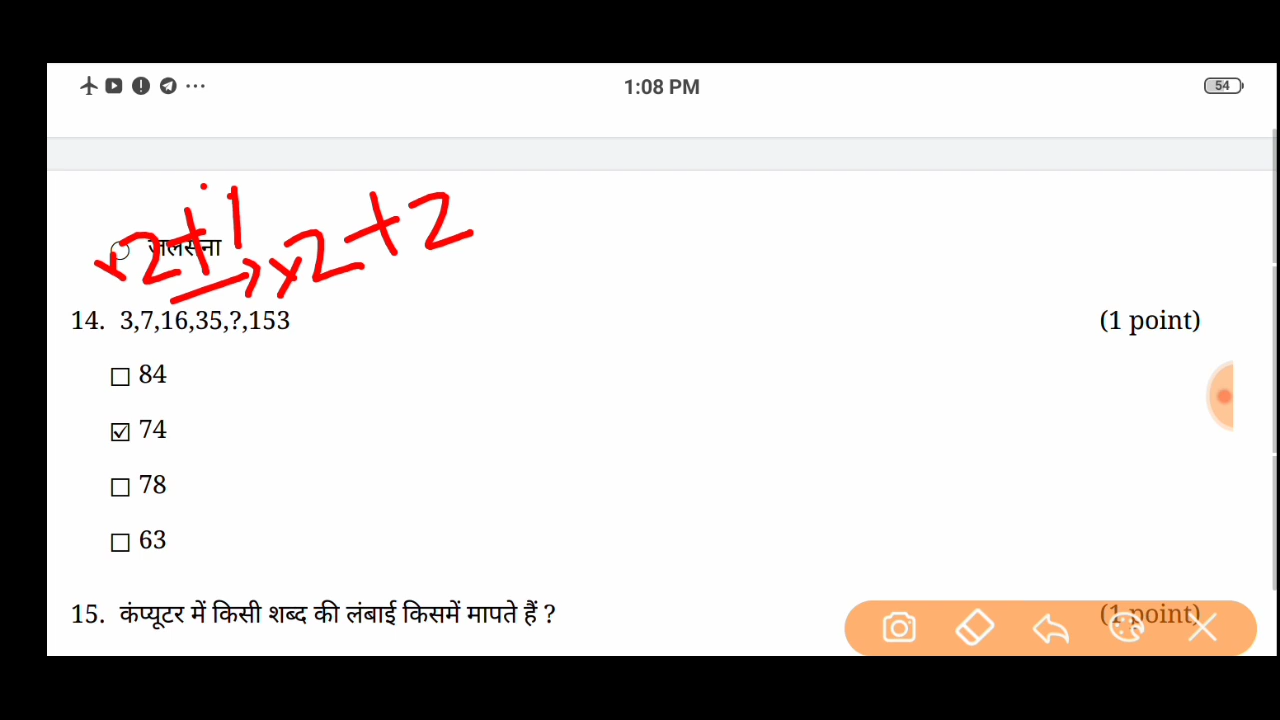 1:08 PM
54
×2+1 ×2+2
जलसेना
14. 3,7,16,35,?,153 (1 point)
84
74
78
63
15. कंप्यूटर में किसी शब्द की लंबाई किसमें मापते हैं ? (1 point)